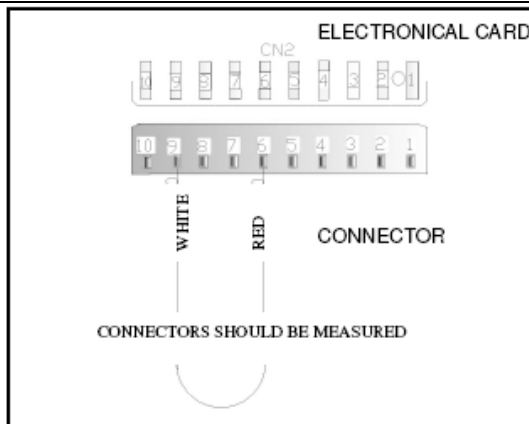 ELECTRONICAL CARD
CN2
10 9 8 7 6 5 4 3 2 1
10 9 8 7 6 5 4 3 2 1
WHITE
RED
CONNECTOR
CONNECTORS SHOULD BE MEASURED